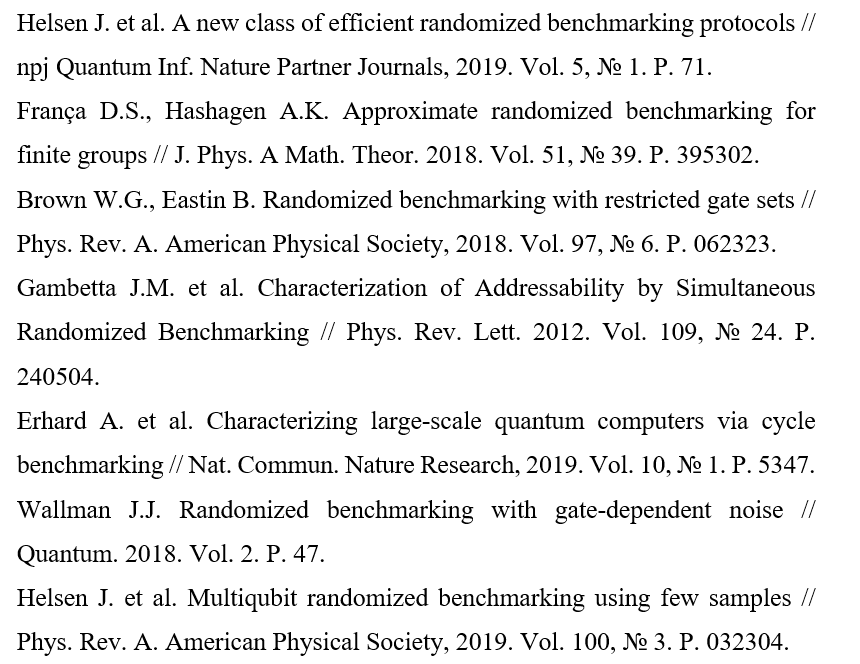 Helsen J. et al. A new class of efficient randomized benchmarking protocols //
npj Quantum Inf. Nature Partner Journals, 2019. Vol. 5, № 1. P. 71.
França D.S., Hashagen A.K. Approximate randomized benchmarking for
finite groups // J. Phys. A Math. Theor. 2018. Vol. 51, № 39. P. 395302.
Brown W.G., Eastin B. Randomized benchmarking with restricted gate sets //
Phys. Rev. A. American Physical Society, 2018. Vol. 97, № 6. P. 062323.
Gambetta J.M. et al. Characterization of Addressability by Simultaneous
Randomized Benchmarking // Phys. Rev. Lett. 2012. Vol. 109, № 24. P.
240504.
Erhard A. et al. Characterizing large-scale quantum computers via cycle
benchmarking // Nat. Commun. Nature Research, 2019. Vol. 10, № 1. P. 5347.
Wallman J.J. Randomized benchmarking with gate-dependent noise //
Quantum. 2018. Vol. 2. P. 47.
Helsen J. et al. Multiqubit randomized benchmarking using few samples //
Phys. Rev. A. American Physical Society, 2019. Vol. 100, № 3. P. 032304.